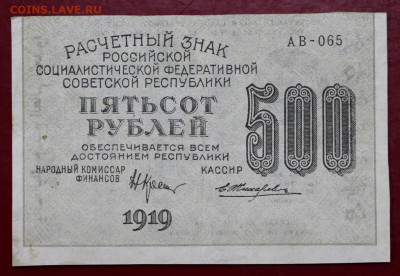 COINS.LAVE.RU
РАСЧЕТНЫЙ ЗНАК
РОССИЙСКОЙ
СОЦИАЛИСТИЧЕСКОЙ ФЕДЕРАТИВНОЙ
СОВЕТСКОЙ РЕСПУБЛИКИ
АВ-065
ПЯТЬСОТ
РУБЛЕЙ
500
ОБЕСПЕЧИВАЕТСЯ ВСЕМ
ДОСТОЯНИЕМ РЕСПУБЛИКИ
НАРОДНЫЙ КОМИССАР
ФИНАНСОВ
КАССИР
1919